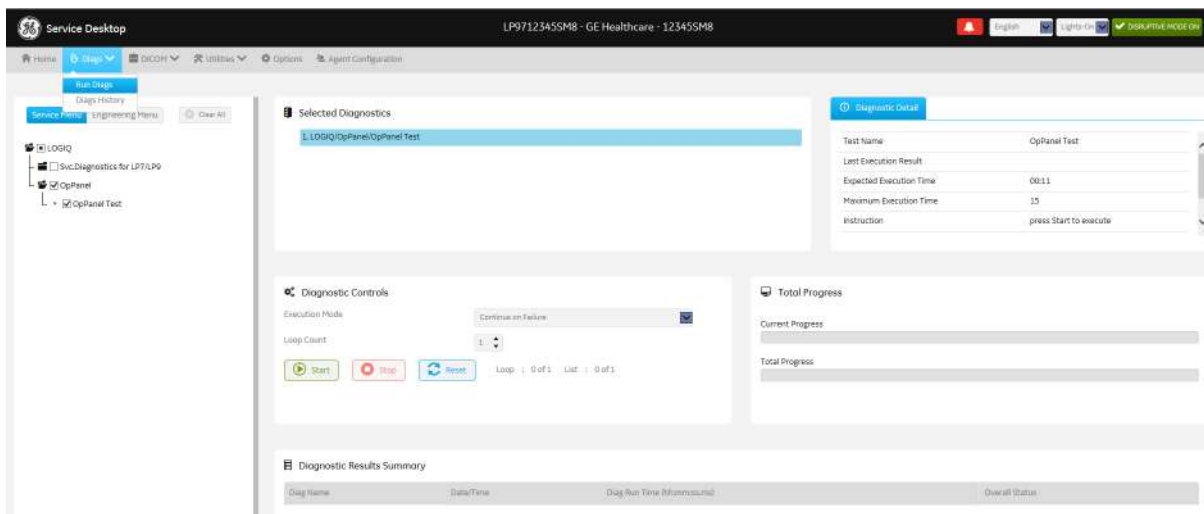 Service Desktop
LP9712345SM8 - GE Healthcare - 12345SM8
English
Lights-On
DISRUPTIVE MODE ON
Home
Diags
DICOM
Utilities
Options
Agent Configuration
Run Diags
Diags History
Service Menu
Engineering Menu
Clear All
LOGIQ
Svc.Diagnostics for LP7/LP9
OpPanel
OpPanel Test
Selected Diagnostics
1. LOGIQ/OpPanel/OpPanel Test
Diagnostic Detail
Test Name OpPanel Test
Last Execution Result
Expected Execution Time 00:11
Maximum Execution Time 15
Instruction press Start to execute
Diagnostic Controls
Execution Mode Continue on Failure
Loop Count 1
Start Stop Reset Loop : 0 of 1 List : 0 of 1
Total Progress
Current Progress
Total Progress
Diagnostic Results Summary
Diag Name Date/Time Diag Run Time Overall Status